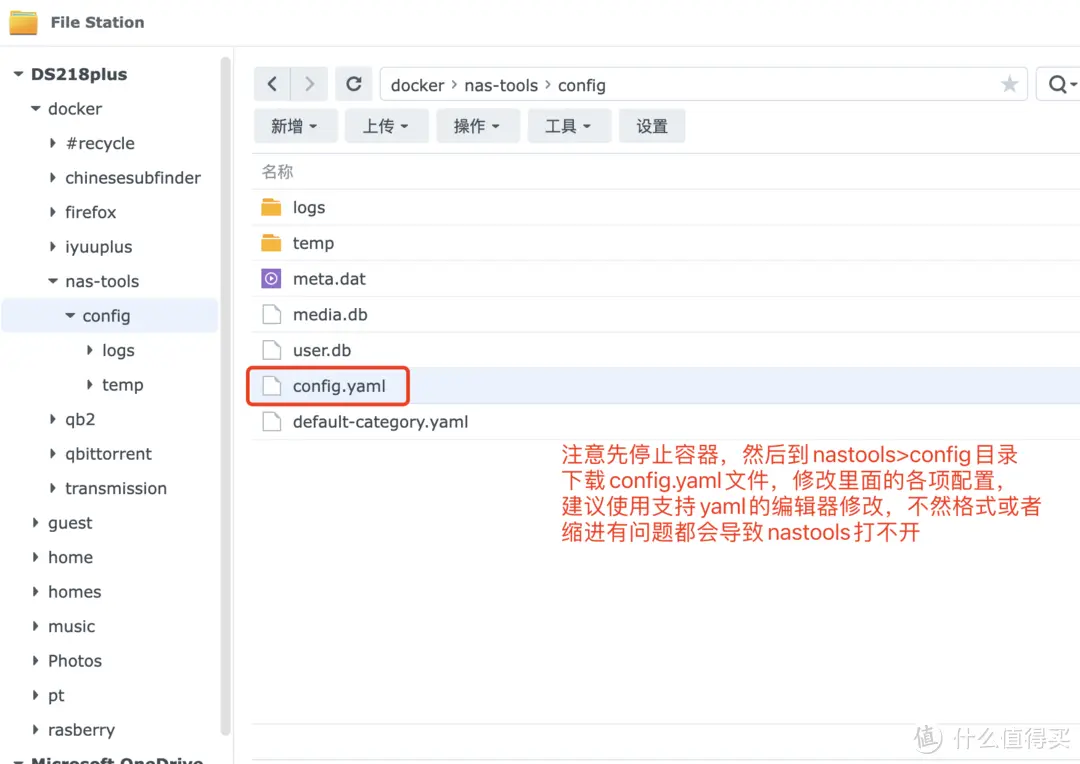 File Station
DS218plus
docker
#recycle
chinesesubfinder
firefox
iyuuplus
nas-tools
config
logs
temp
qb2
qbittorrent
transmission
guest
home
homes
music
Photos
pt
rasberry
Microsoft OneDrive
docker › nas-tools › config
新增 上传 操作 工具 设置
名称
logs
temp
meta.dat
media.db
user.db
config.yaml
default-category.yaml
注意先停止容器，然后到nastools>config目录
下载config.yaml文件，修改里面的各项配置，
建议使用支持yaml的编辑器修改，不然格式或者
缩进有问题都会导致nastools打不开
值 什么值得买